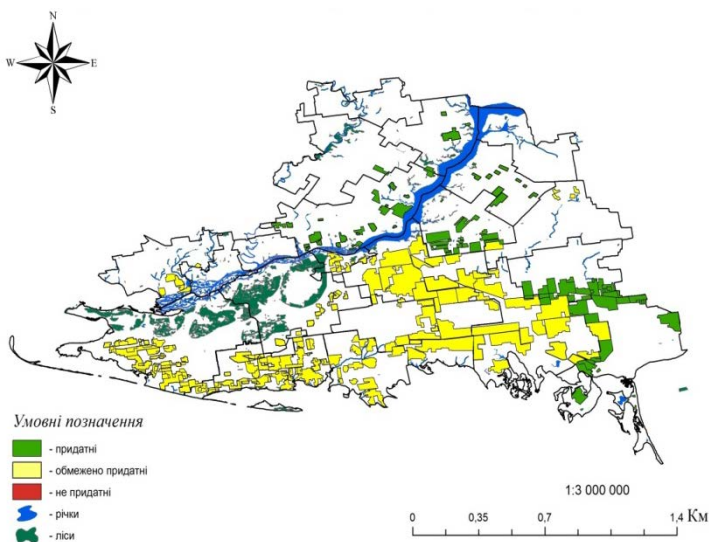 N
W E
S
Умовні позначення
- придатні
- обмежено придатні
- не придатні
- річки
- ліси
1:3 000 000
0 0,35 0,7 1,4 Км